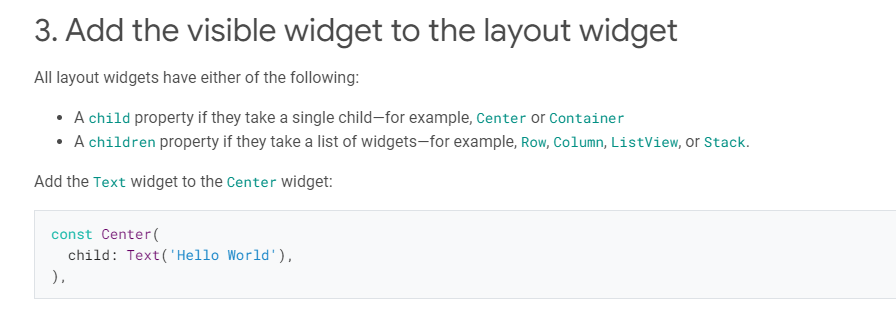 3. Add the visible widget to the layout widget
All layout widgets have either of the following:
• A child property if they take a single child—for example, Center or Container
• A children property if they take a list of widgets—for example, Row, Column, ListView, or Stack.
Add the Text widget to the Center widget:
const Center(
  child: Text('Hello World'),
),